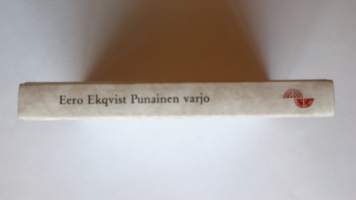 Eero Ekqvist Punainen varjo